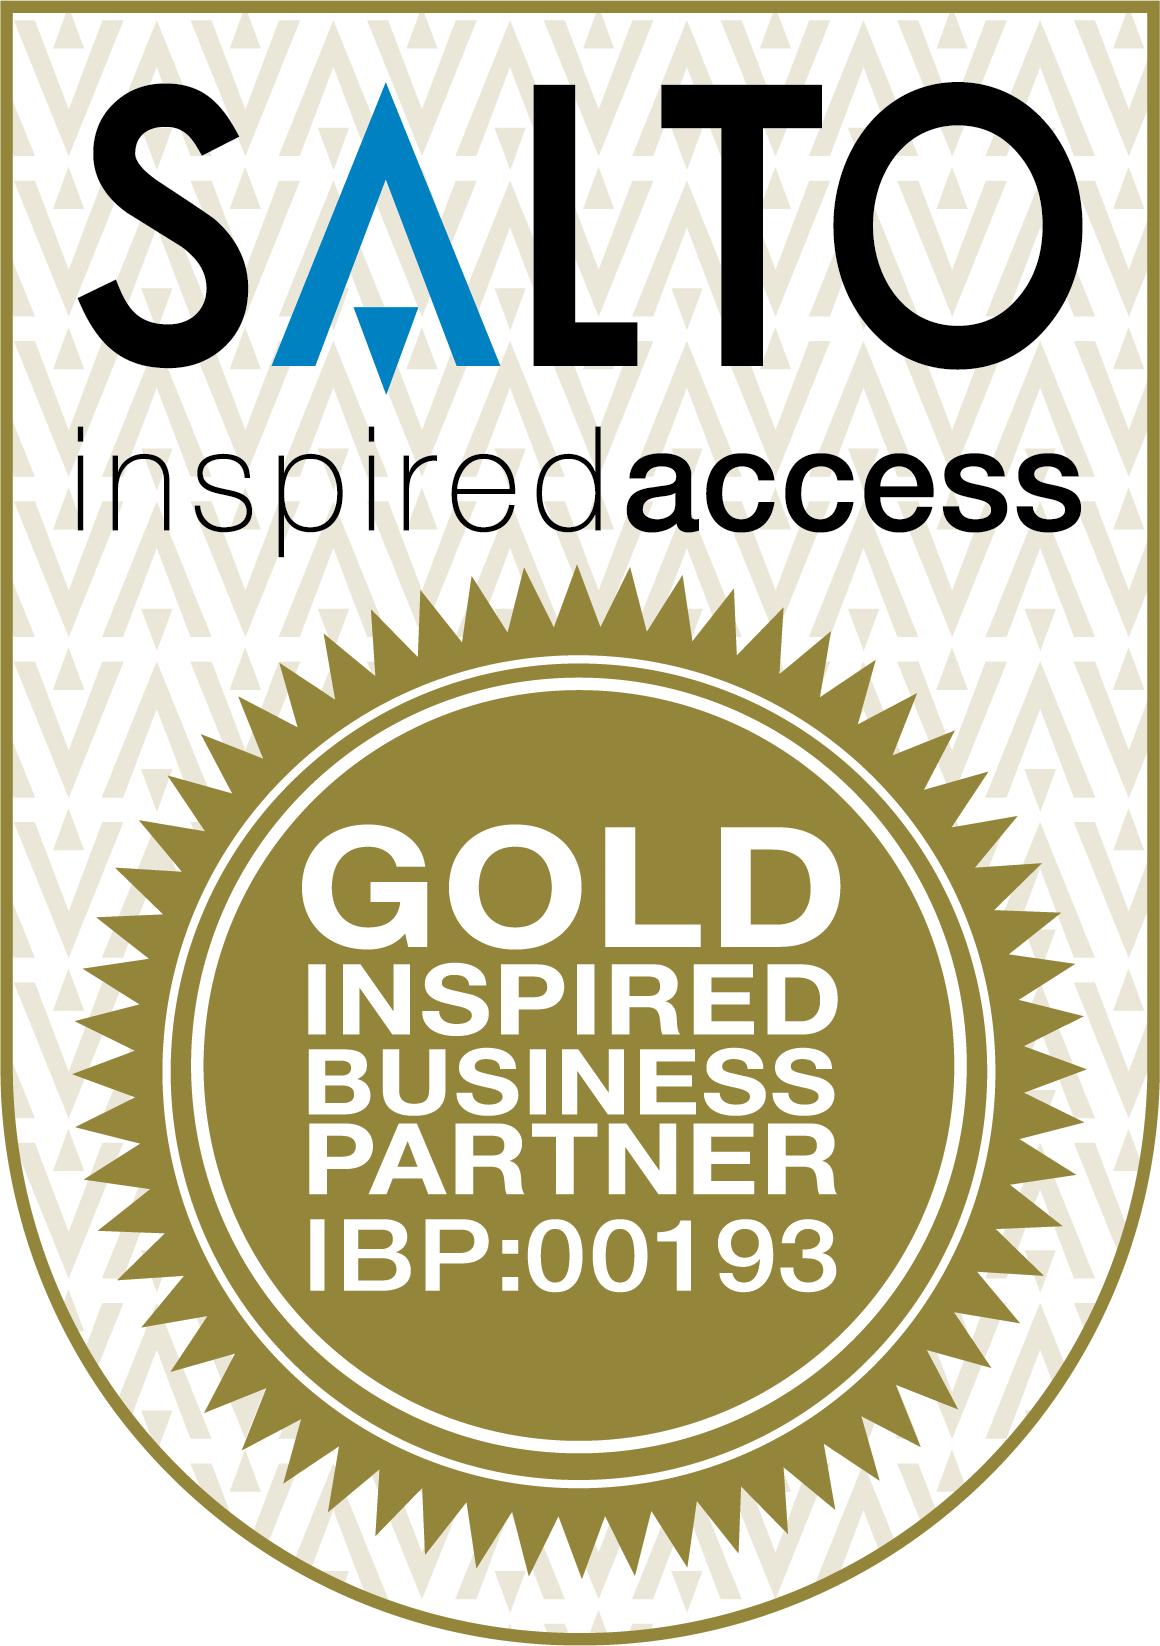 SALTO
inspiredaccess
GOLD
INSPIRED
BUSINESS
PARTNER
IBP:00193